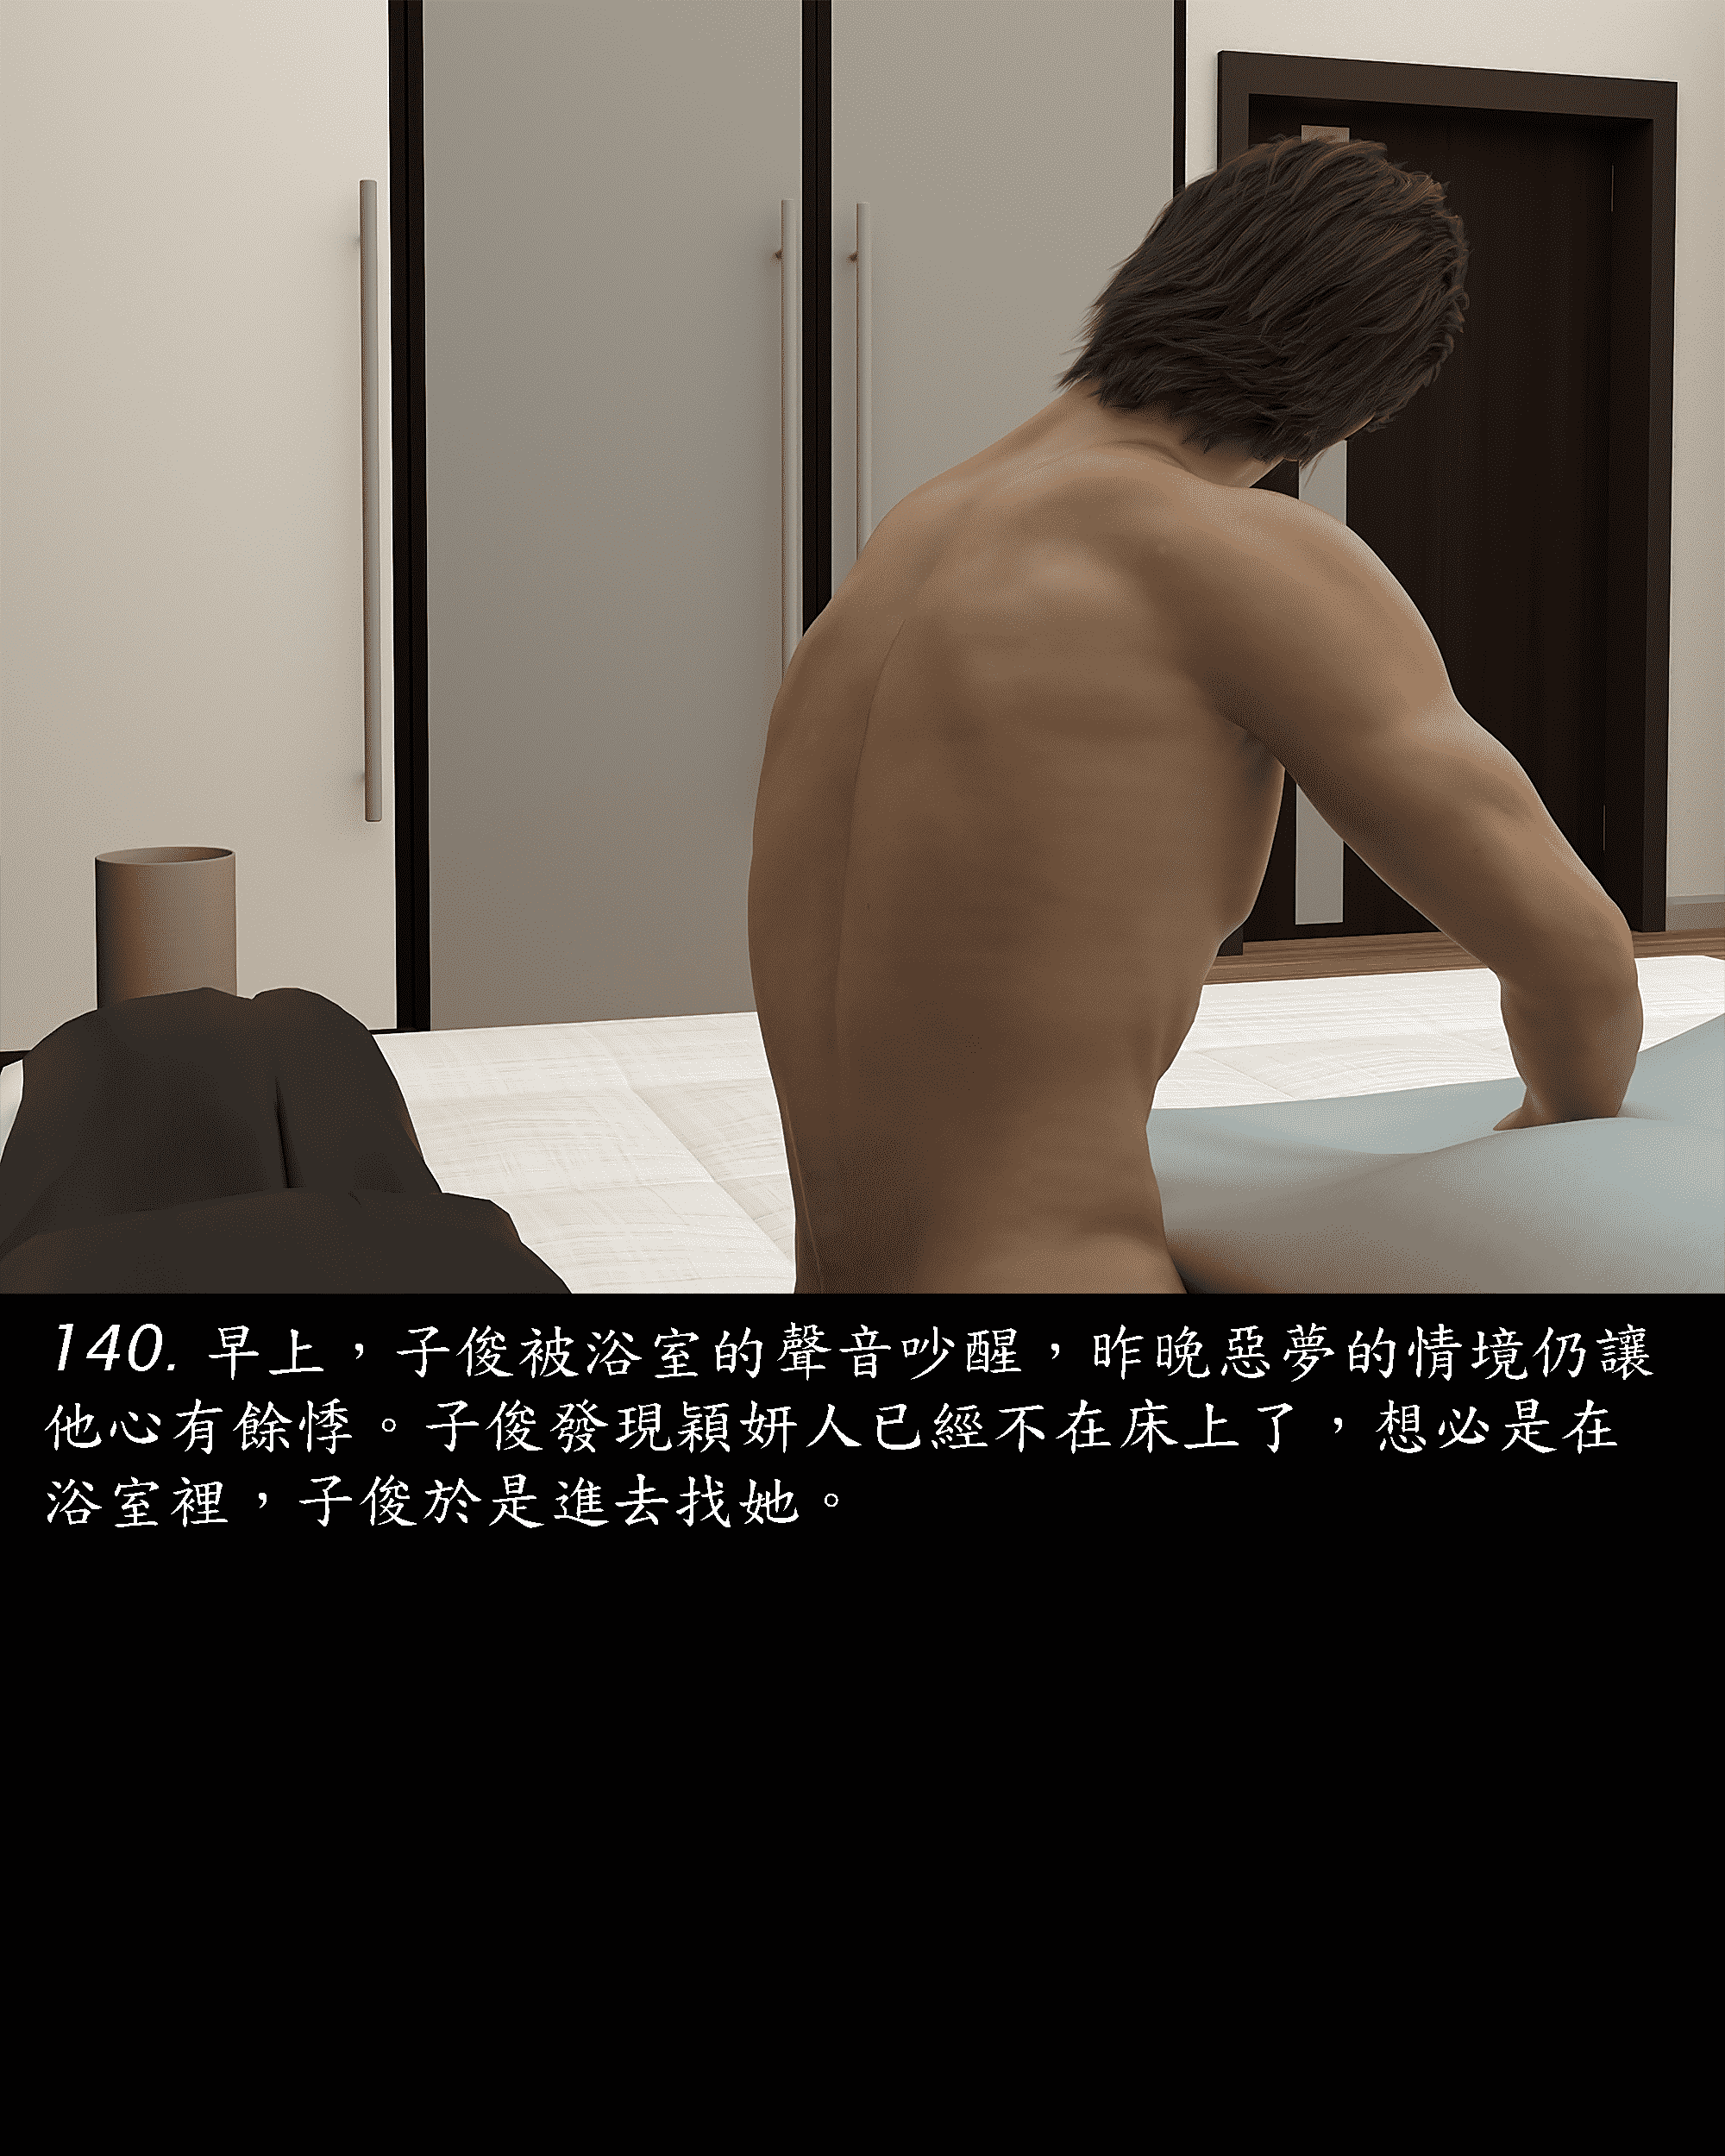 140. 早上，子俊被浴室的聲音吵醒，昨晚惡夢的情境仍讓
他心有餘悸。子俊發現穎妍人已經不在床上了，想必是在
浴室裡，子俊於是進去找她。